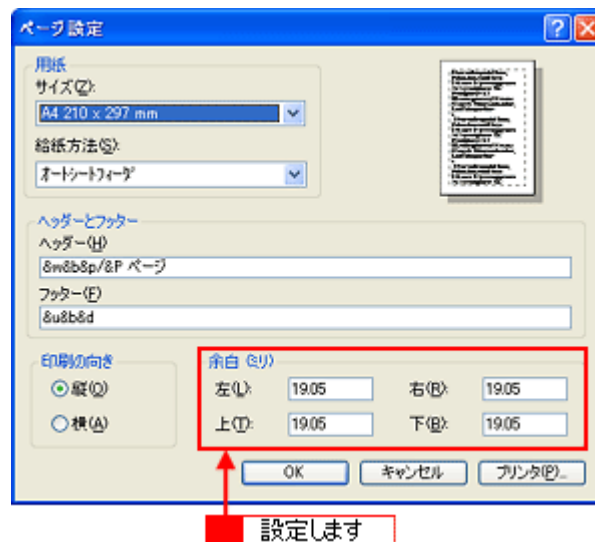 ページ設定
用紙
サイズ(Z):
A4 210 x 297 mm
給紙方法(S):
オートシートフィーダ
ヘッダーとフッター
ヘッダー(H)
&w&b&p/&P ページ
フッター(F)
&u&b&d
印刷の向き
縦(O)
横(A)
余白 (ミリ)
左(L): 19.05 右(R): 19.05
上(T): 19.05 下(B): 19.05
OK キャンセル プリンタ(P)...
設定します